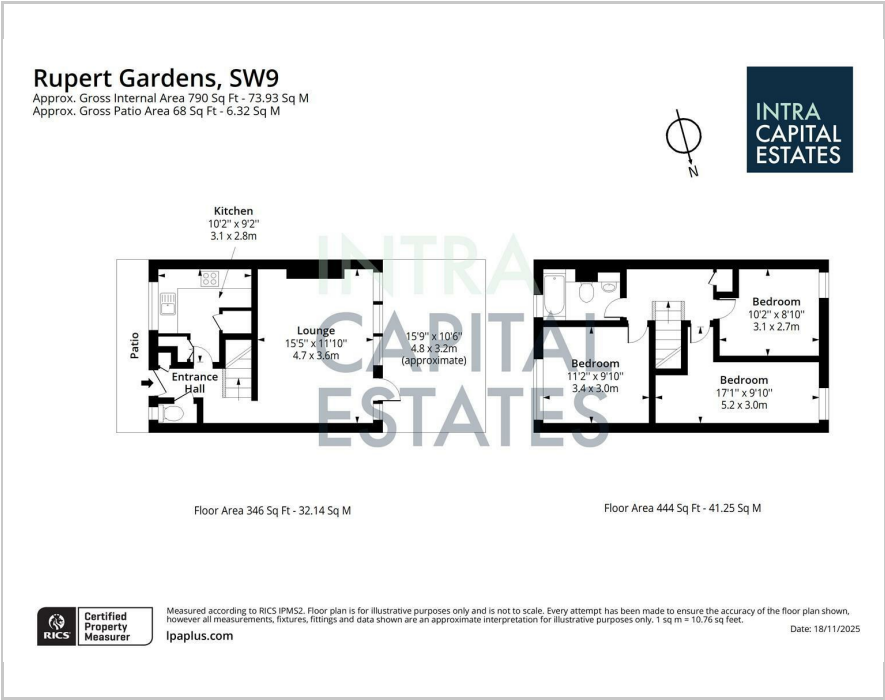 Rupert Gardens, SW9
Approx. Gross Internal Area 790 Sq Ft - 73.93 Sq M
Approx. Gross Patio Area 68 Sq Ft - 6.32 Sq M
INTRA
CAPITAL
ESTATES
N
Kitchen
10'2" x 9'2"
3.1 x 2.8m
Lounge
15'5" x 11'10"
4.7 x 3.6m
Patio
Entrance
Hall
15'9" x 10'6"
4.8 x 3.2m
(approximate)
Bedroom
10'2" x 8'10"
3.1 x 2.7m
Bedroom
11'2" x 9'10"
3.4 x 3.0m
Bedroom
17'1" x 9'10"
5.2 x 3.0m
INTRA
CAPITAL
ESTATES
Floor Area 346 Sq Ft - 32.14 Sq M
Floor Area 444 Sq Ft - 41.25 Sq M
RICS
Certified
Property
Measurer
Measured according to RICS IPMS2. Floor plan is for illustrative purposes only and is not to scale. Every attempt has been made to ensure the accuracy of the floor plan shown,
however all measurements, fixtures, fittings and data shown are an approximate interpretation for illustrative purposes only. 1 sq m = 10.76 sq feet.
lpaplus.com
Date: 18/11/2025